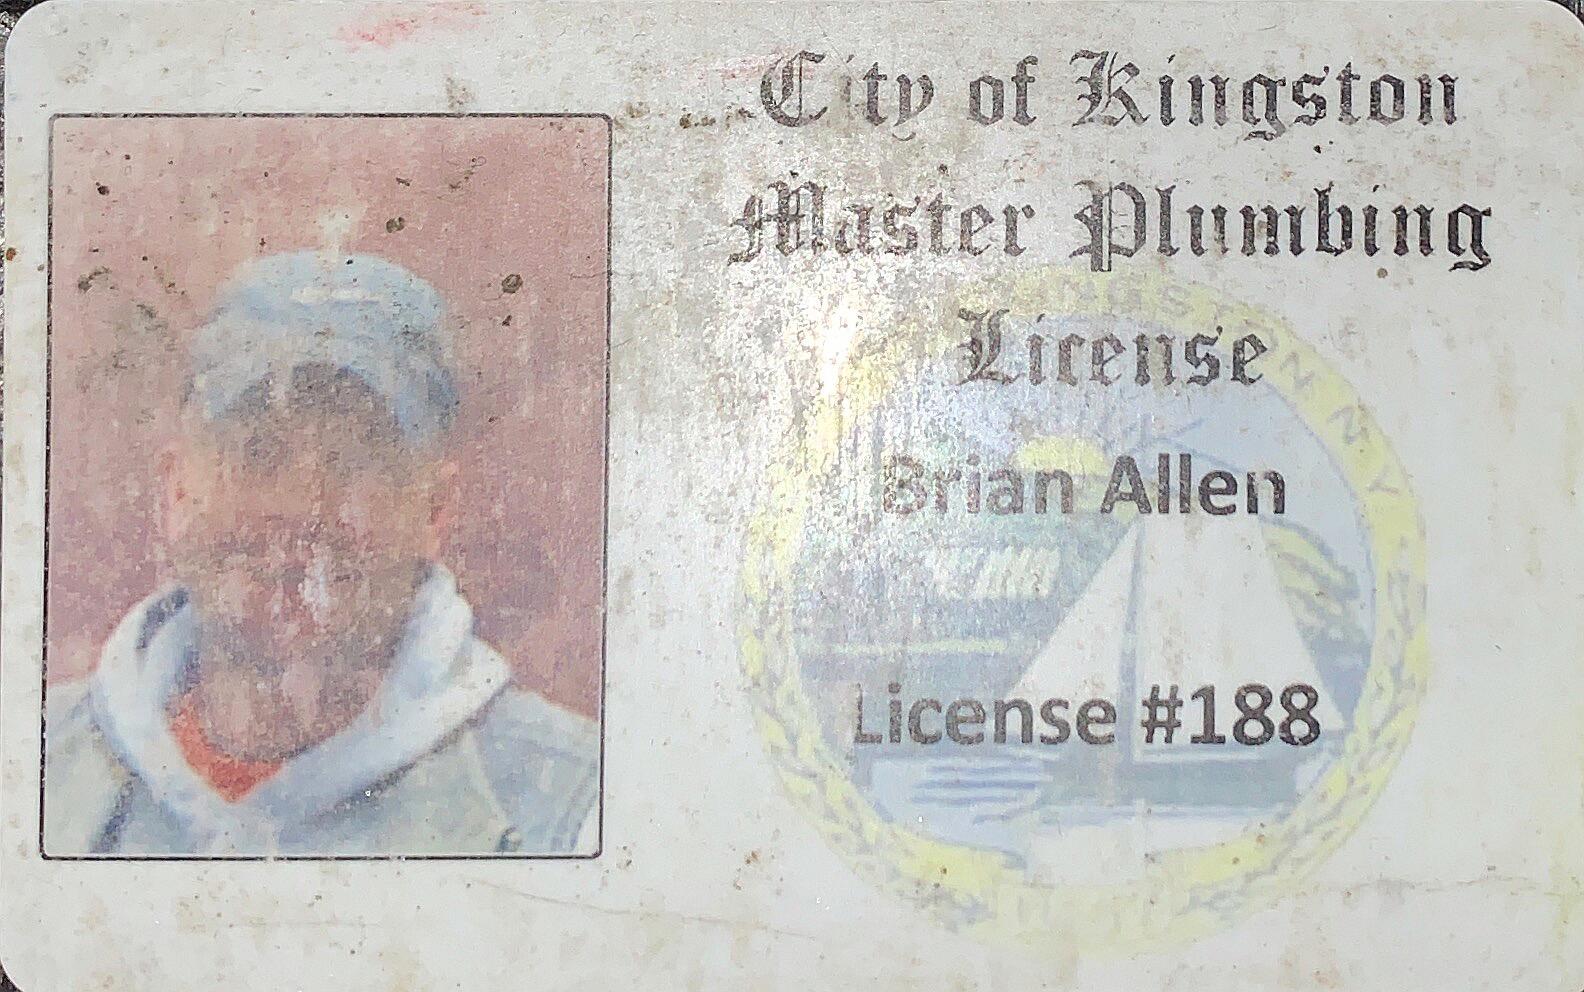 City of Kingston
Master Plumbing
License
Brian Allen
License #188